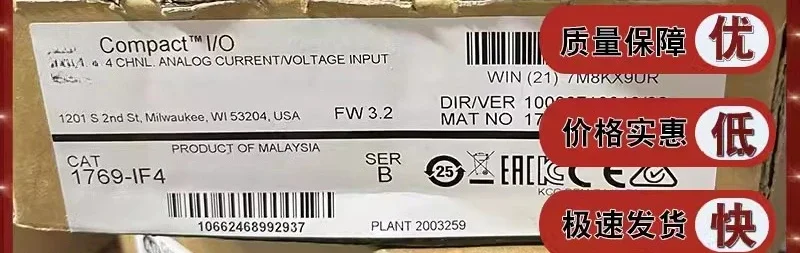 Compact™ I/O
4 CHNL. ANALOG CURRENT/VOLTAGE INPUT
WIN (21) 7M8KX9UR
1201 S 2nd St, Milwaukee, WI 53204, USA
FW 3.2
DIR/VER
MAT NO
PRODUCT OF MALAYSIA
CAT
1769-IF4
SER
B
25
EAC
CE
10662468992937
PLANT 2003259
质量保障 优
价格实惠 低
极速发货 快